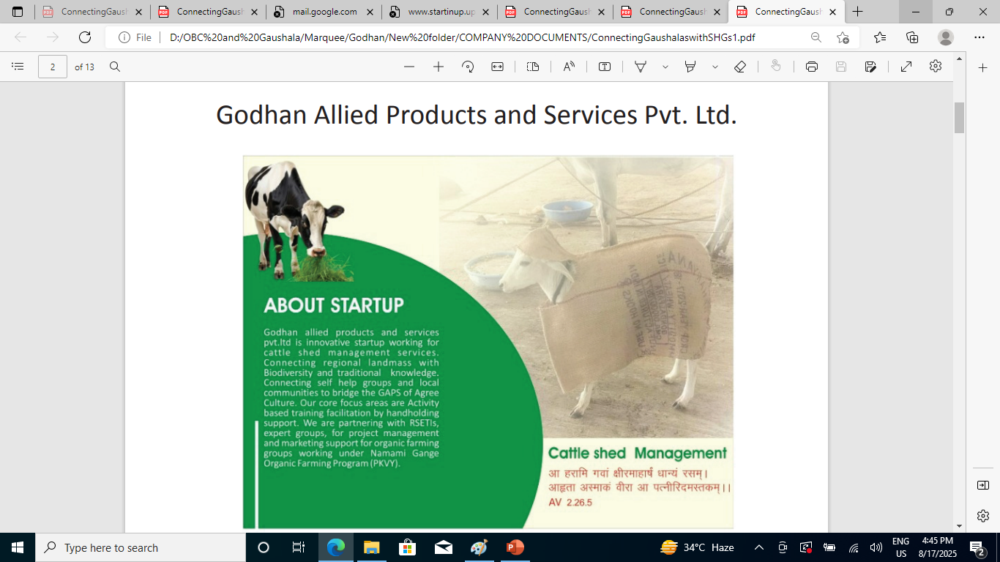 ConnectingGaush
ConnectingGaush
mail.google.com
www.startinup.up
ConnectingGaush
ConnectingGaush
ConnectingGaush
File
D:/OBC%20and%20Gaushala/Marquee/Godhan/New%20folder/COMPANY%20DOCUMENTS/ConnectingGaushalaswithSHGs1.pdf
2 of 13
Godhan Allied Products and Services Pvt. Ltd.
ABOUT STARTUP
Godhan allied products and services
pvt.ltd is innovative startup working for
cattle shed management services.
Connecting regional landmass with
Biodiversity and traditional knowledge.
Connecting self help groups and local
communities to bridge the GAPS of Agree
Culture. Our core focus areas are Activity
based training facilitation by handholding
support. We are partnering with RSETIs,
expert groups, for project management
and marketing support for organic farming
groups working under Namami Gange
Organic Farming Program (PKVY).
Cattle shed Management
आ हरामि गवां क्षीरमाहार्षं धान्यं रसम्।
आहृता अस्माकं वीरा आ पत्नीरिदमस्तकम्।।
AV 2.26.5
Type here to search
34°C Haze
ENG
US
4:45 PM
8/17/2025
2